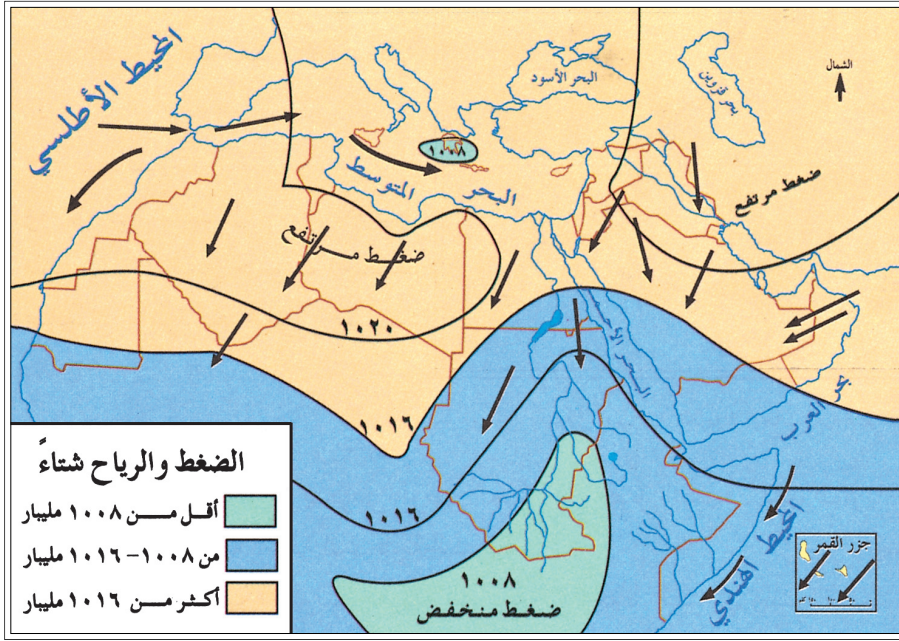 المحيط الأطلسي
البحر الأسود
بحر قزوين
الشمال
١٠٠٨
البحر
المتوسط
ضغط مرتفع
ضغط مرتفع
١٠٢٠
البحر الأحمر
بحر العرب
١٠١٦
١٠١٦
١٠٠٨
ضغط منخفض
المحيط الهندي
جزر القمر
الضغط والرياح شتاءً
أقل من ١٠٠٨ مليبار
من ١٠٠٨ – ١٠١٦ مليبار
أكثر من ١٠١٦ مليبار